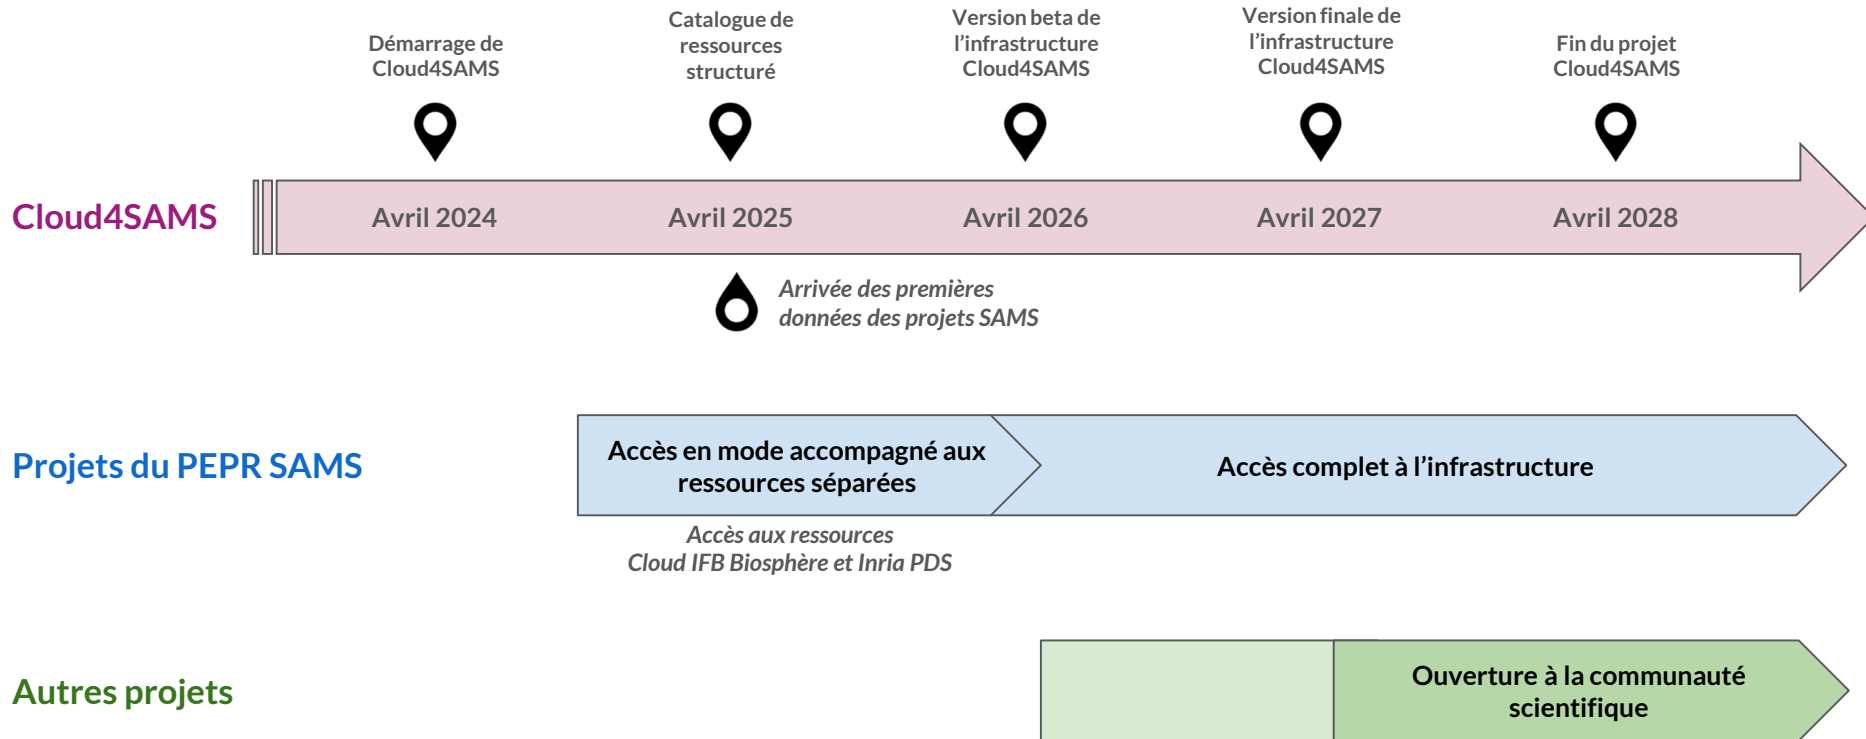 Démarrage de
Cloud4SAMS
Catalogue de
ressources
structuré
Version beta de
l'infrastructure
Cloud4SAMS
Version finale de
l'infrastructure
Cloud4SAMS
Fin du projet
Cloud4SAMS
Cloud4SAMS
Avril 2024
Avril 2025
Avril 2026
Avril 2027
Avril 2028
Arrivée des premières
données des projets SAMS
Projets du PEPR SAMS
Accès en mode accompagné aux
ressources séparées
Accès complet à l'infrastructure
Accès aux ressources
Cloud IFB Biosphère et Inria PDS
Autres projets
Ouverture à la communauté
scientifique